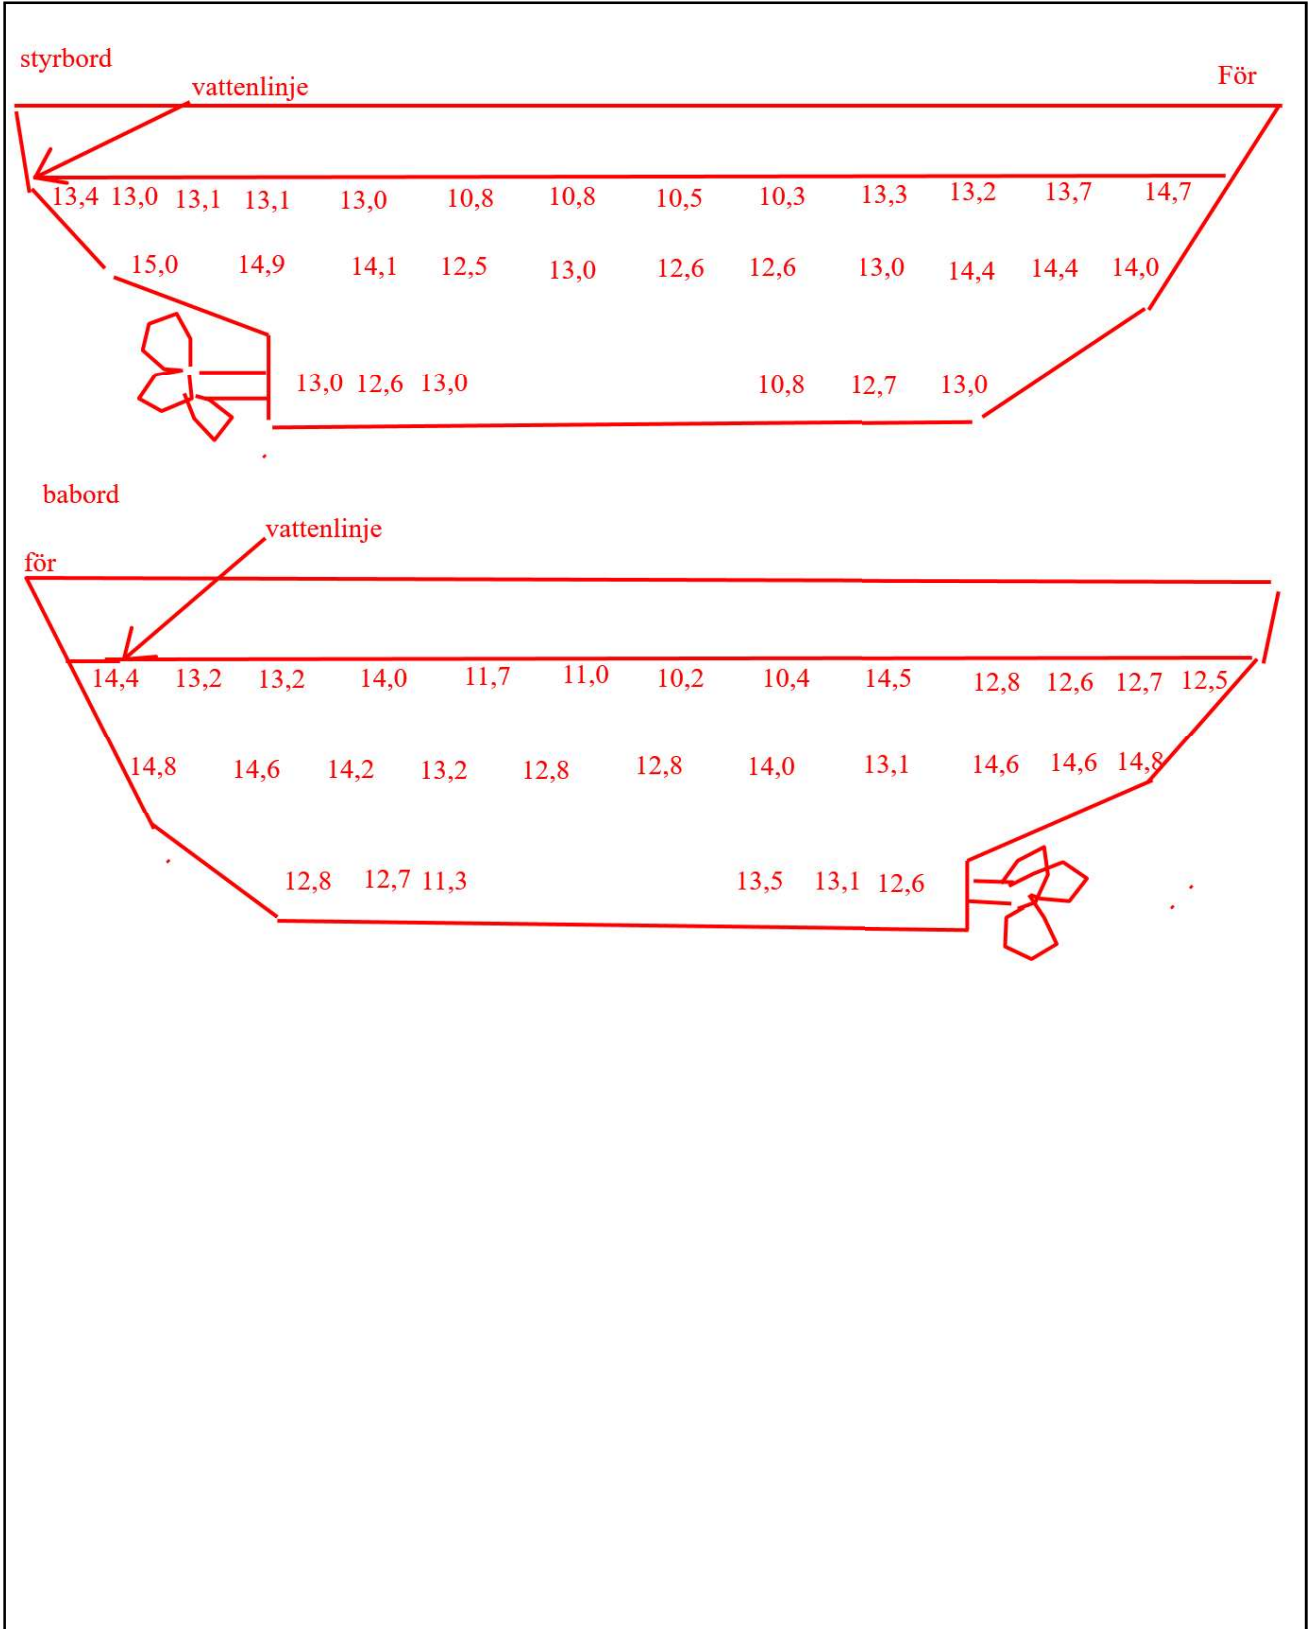 styrbord
För
vattenlinje
13,4 13,0 13,1 13,1 13,0 10,8 10,8 10,5 10,3 13,3 13,2 13,7 14,7
15,0 14,9 14,1 12,5 13,0 12,6 12,6 13,0 14,4 14,4 14,0
13,0 12,6 13,0 10,8 12,7 13,0
babord
vattenlinje
för
14,4 13,2 13,2 14,0 11,7 11,0 10,2 10,4 14,5 12,8 12,6 12,7 12,5
14,8 14,6 14,2 13,2 12,8 12,8 14,0 13,1 14,6 14,6 14,8
12,8 12,7 11,3 13,5 13,1 12,6